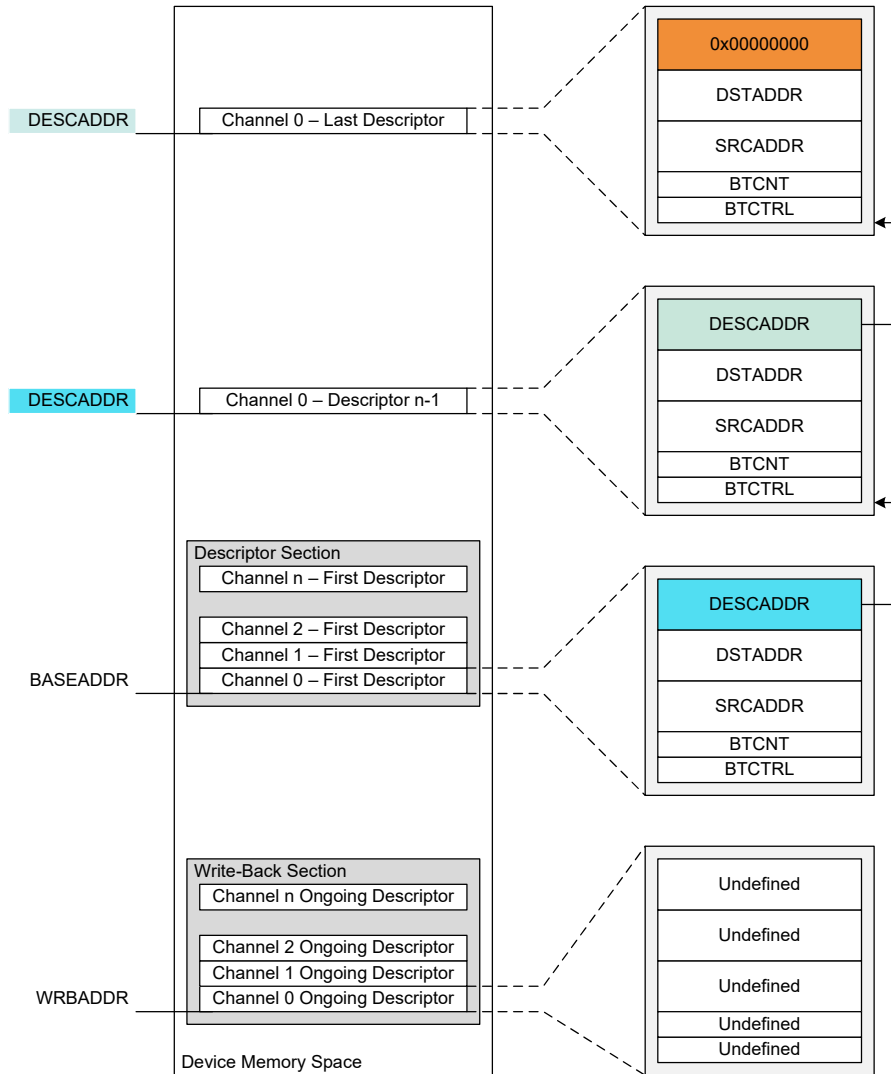 0x00000000
DSTADDR
DESCADDR
Channel 0 – Last Descriptor
SRCADDR
BTCNT
BTCTRL
DESCADDR
DSTADDR
DESCADDR
Channel 0 – Descriptor n-1
SRCADDR
BTCNT
BTCTRL
Descriptor Section
Channel n – First Descriptor
DESCADDR
Channel 2 – First Descriptor
Channel 1 – First Descriptor
DSTADDR
BASEADDR
Channel 0 – First Descriptor
SRCADDR
BTCNT
BTCTRL
Write-Back Section
Channel n Ongoing Descriptor
Undefined
Channel 2 Ongoing Descriptor
Undefined
Channel 1 Ongoing Descriptor
Undefined
WRBADDR
Channel 0 Ongoing Descriptor
Undefined
Undefined
Device Memory Space